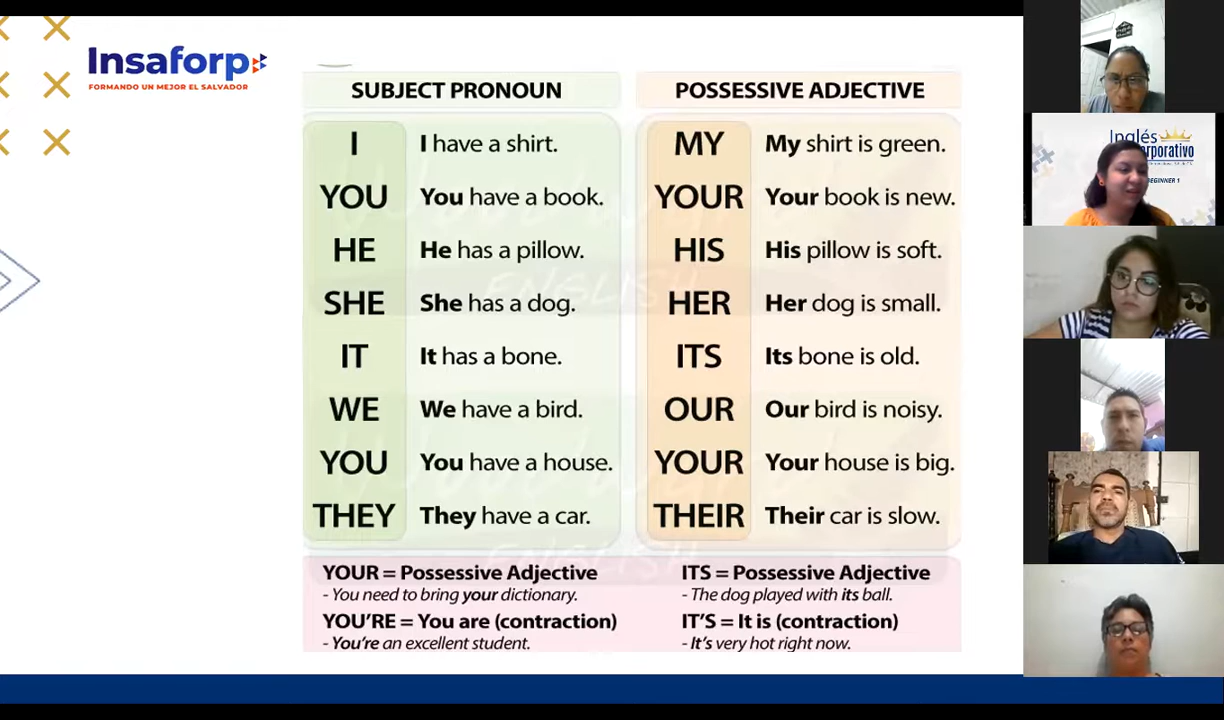 Insaforp
FORMANDO UN MEJOR EL SALVADOR
SUBJECT PRONOUN
I I have a shirt.
YOU You have a book.
HE He has a pillow.
SHE She has a dog.
IT It has a bone.
WE We have a bird.
YOU You have a house.
THEY They have a car.
POSSESSIVE ADJECTIVE
MY My shirt is green.
YOUR Your book is new.
HIS His pillow is soft.
HER Her dog is small.
ITS Its bone is old.
OUR Our bird is noisy.
YOUR Your house is big.
THEIR Their car is slow.
ENGLISH
ENGLISH
YOUR = Possessive Adjective
- You need to bring your dictionary.
YOU'RE = You are (contraction)
- You're an excellent student.
ITS = Possessive Adjective
- The dog played with its ball.
IT'S = It is (contraction)
- It's very hot right now.
Inglés
BEGINNER 1